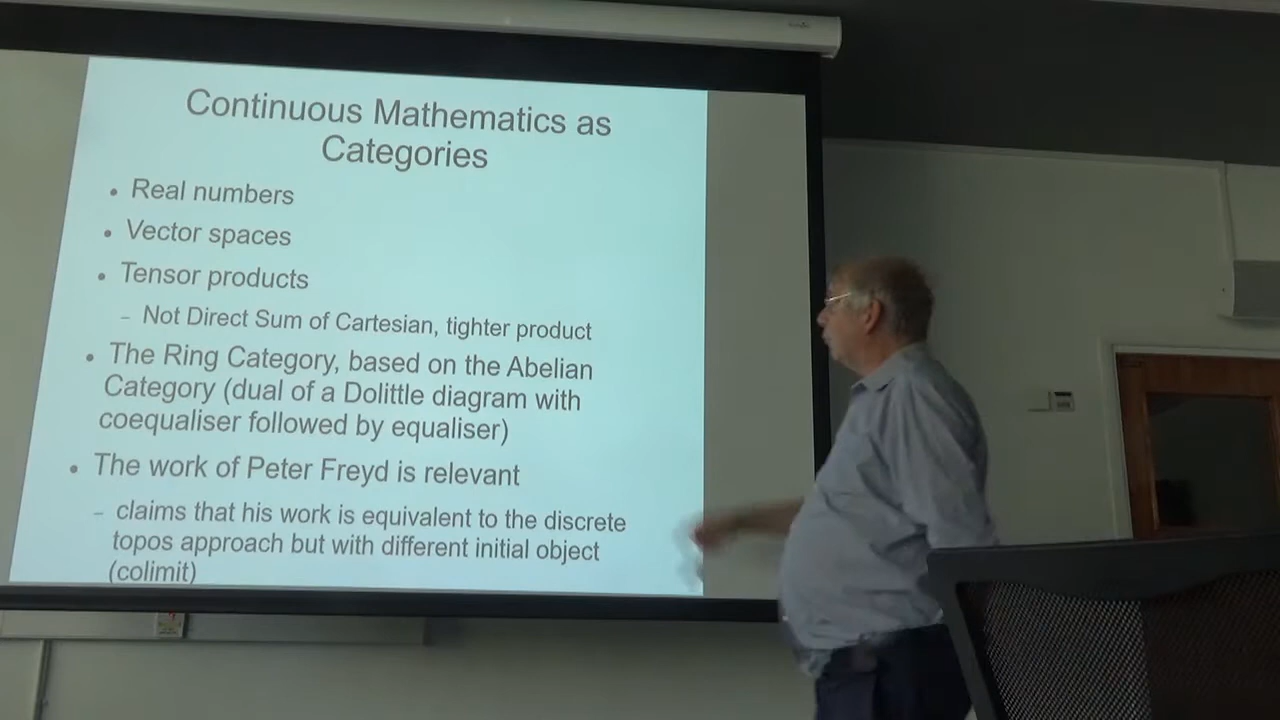 Continuous Mathematics as
Categories
• Real numbers
• Vector spaces
• Tensor products
– Not Direct Sum of Cartesian, tighter product
• The Ring Category, based on the Abelian
Category (dual of a Dolittle diagram with
coequaliser followed by equaliser)
• The work of Peter Freyd is relevant
– claims that his work is equivalent to the discrete
topos approach but with different initial object
(colimit)